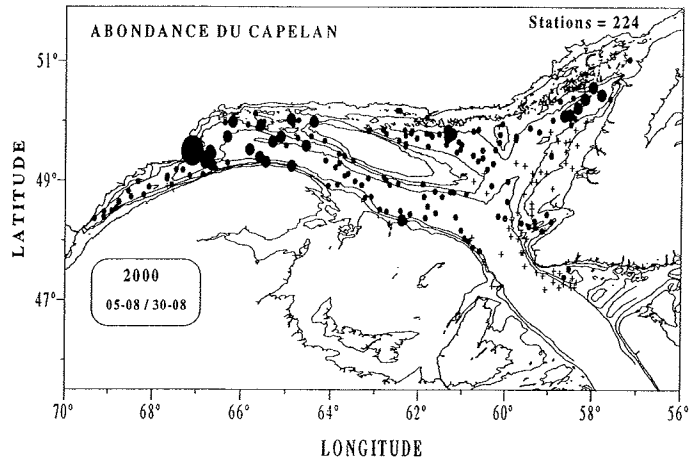 ABONDANCE DU CAPELAN
Stations = 224
51°
49°
47°
LATITUDE
2000
05-08 / 30-08
70° 68° 66° 64° 62° 60° 58° 56°
LONGITUDE